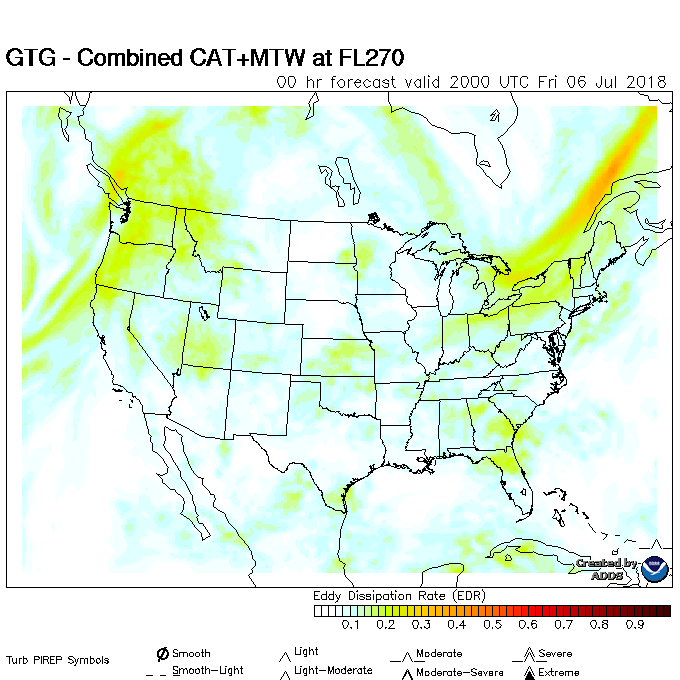 GTG - Combined CAT+MTW at FL270
00 hr forecast valid 2000 UTC Fri 06 Jul 2018
Created by
ADDS
Eddy Dissipation Rate (EDR)
0.1 0.2 0.3 0.4 0.5 0.6 0.7 0.8 0.9
Turb PIREP Symbols
Smooth Light Moderate Severe
Smooth-Light Light-Moderate Moderate-Severe Extreme